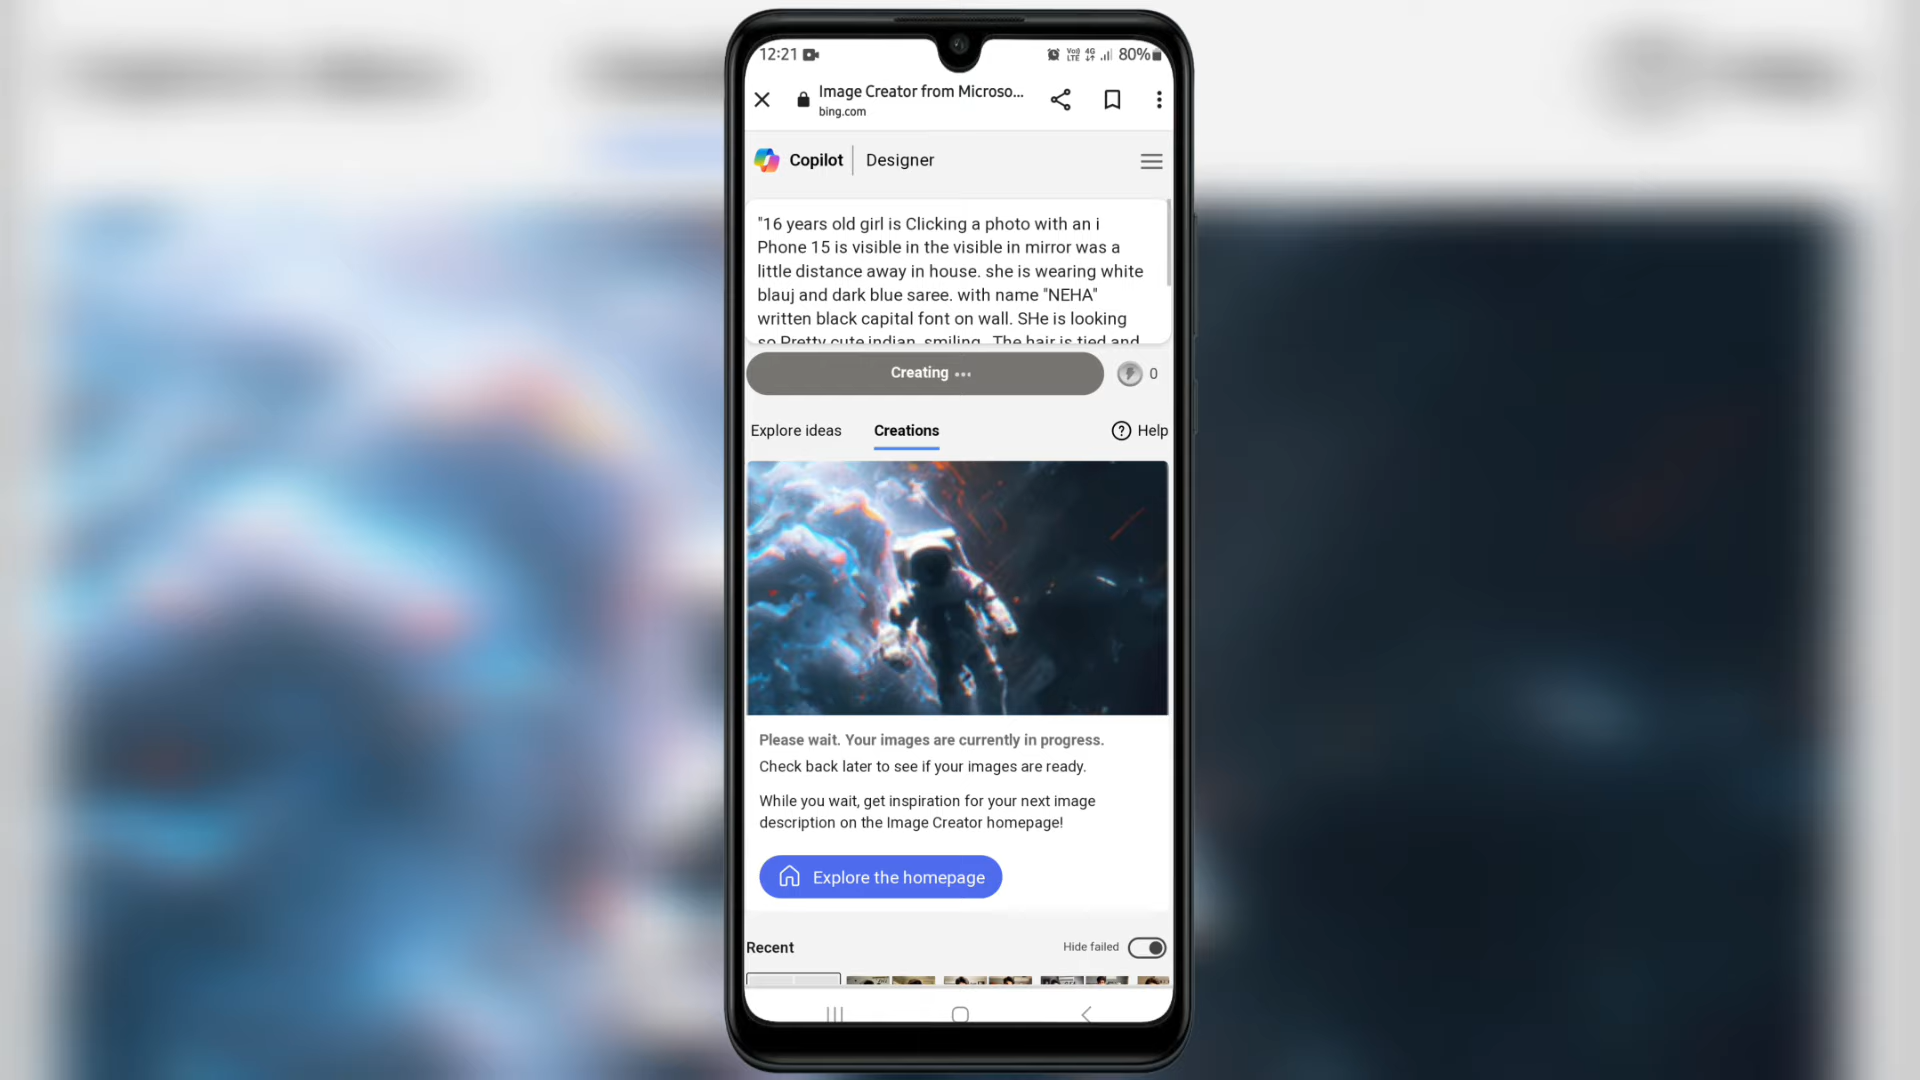 12:21
Vo) 4G 80%
LTE
Image Creator from Microso...
bing.com
Copilot | Designer
"16 years old girl is Clicking a photo with an i
Phone 15 is visible in the visible in mirror was a
little distance away in house. she is wearing white
blauj and dark blue saree. with name "NEHA"
written black capital font on wall. SHe is looking
so Pretty cute indian, smiling.. The hair is tied and
Creating ...
0
Explore ideas Creations Help
Please wait. Your images are currently in progress.
Check back later to see if your images are ready.
While you wait, get inspiration for your next image
description on the Image Creator homepage!
Explore the homepage
Recent Hide failed